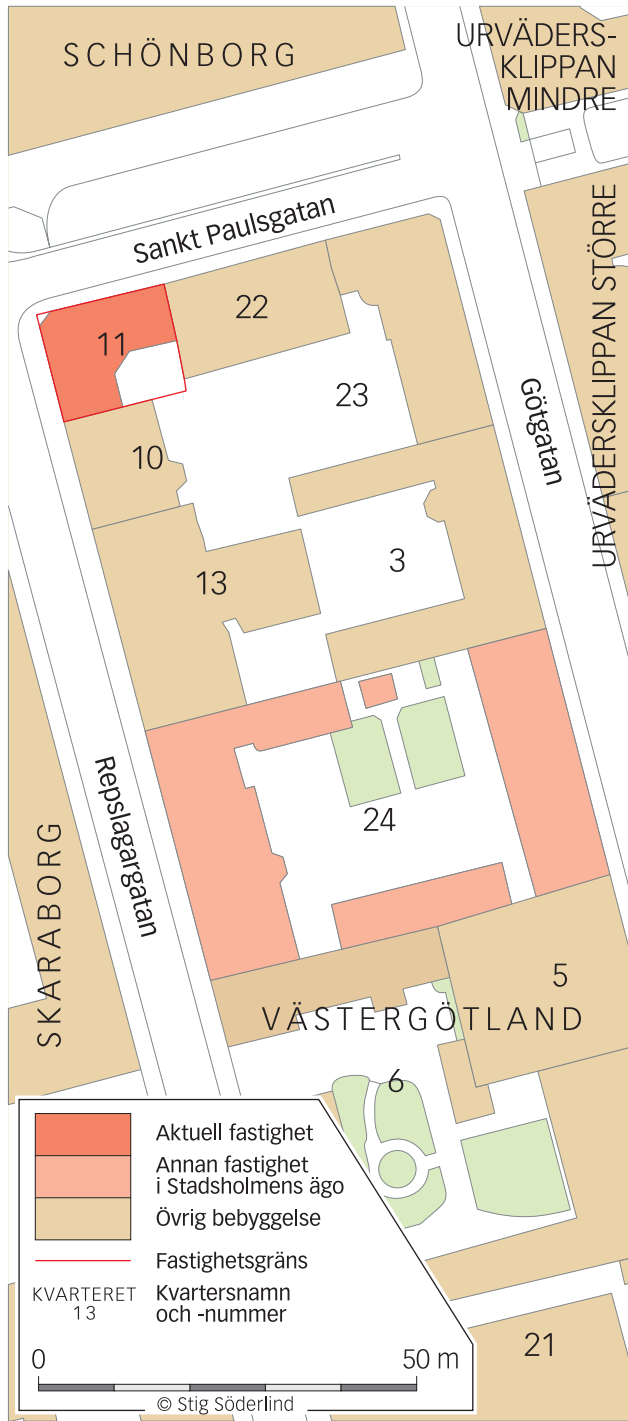 SCHÖNBORG
URVÄDERS-
KLIPPAN
MINDRE
Sankt Paulsgatan
URVÄDERSKLIPPAN STÖRRE
Götgatan
22
11
23
10
3
13
Repslagargatan
24
SKARABORG
5
VÄSTERGÖTLAND
6
Aktuell fastighet
Annan fastighet
i Stadsholmens ägo
Övrig bebyggelse
Fastighetsgräns
KVARTERET
13
Kvartersnamn
och -nummer
21
0
50 m
© Stig Söderlind